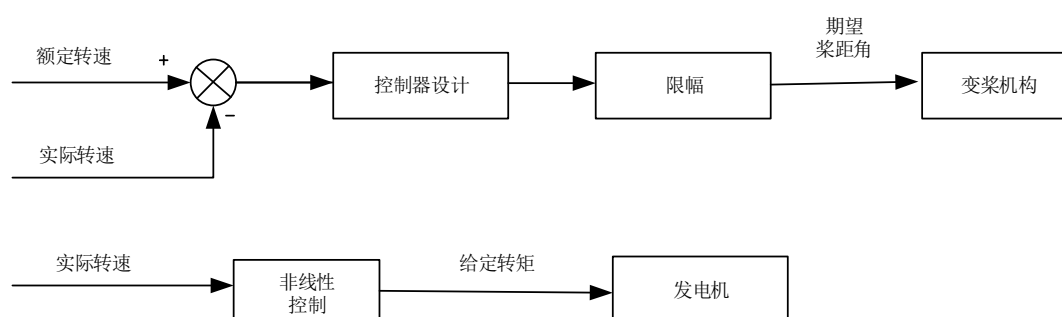 额定转速
+
控制器设计
限幅
期望
桨距角
变桨机构
-
实际转速
实际转速
非线性
控制
给定转矩
发电机